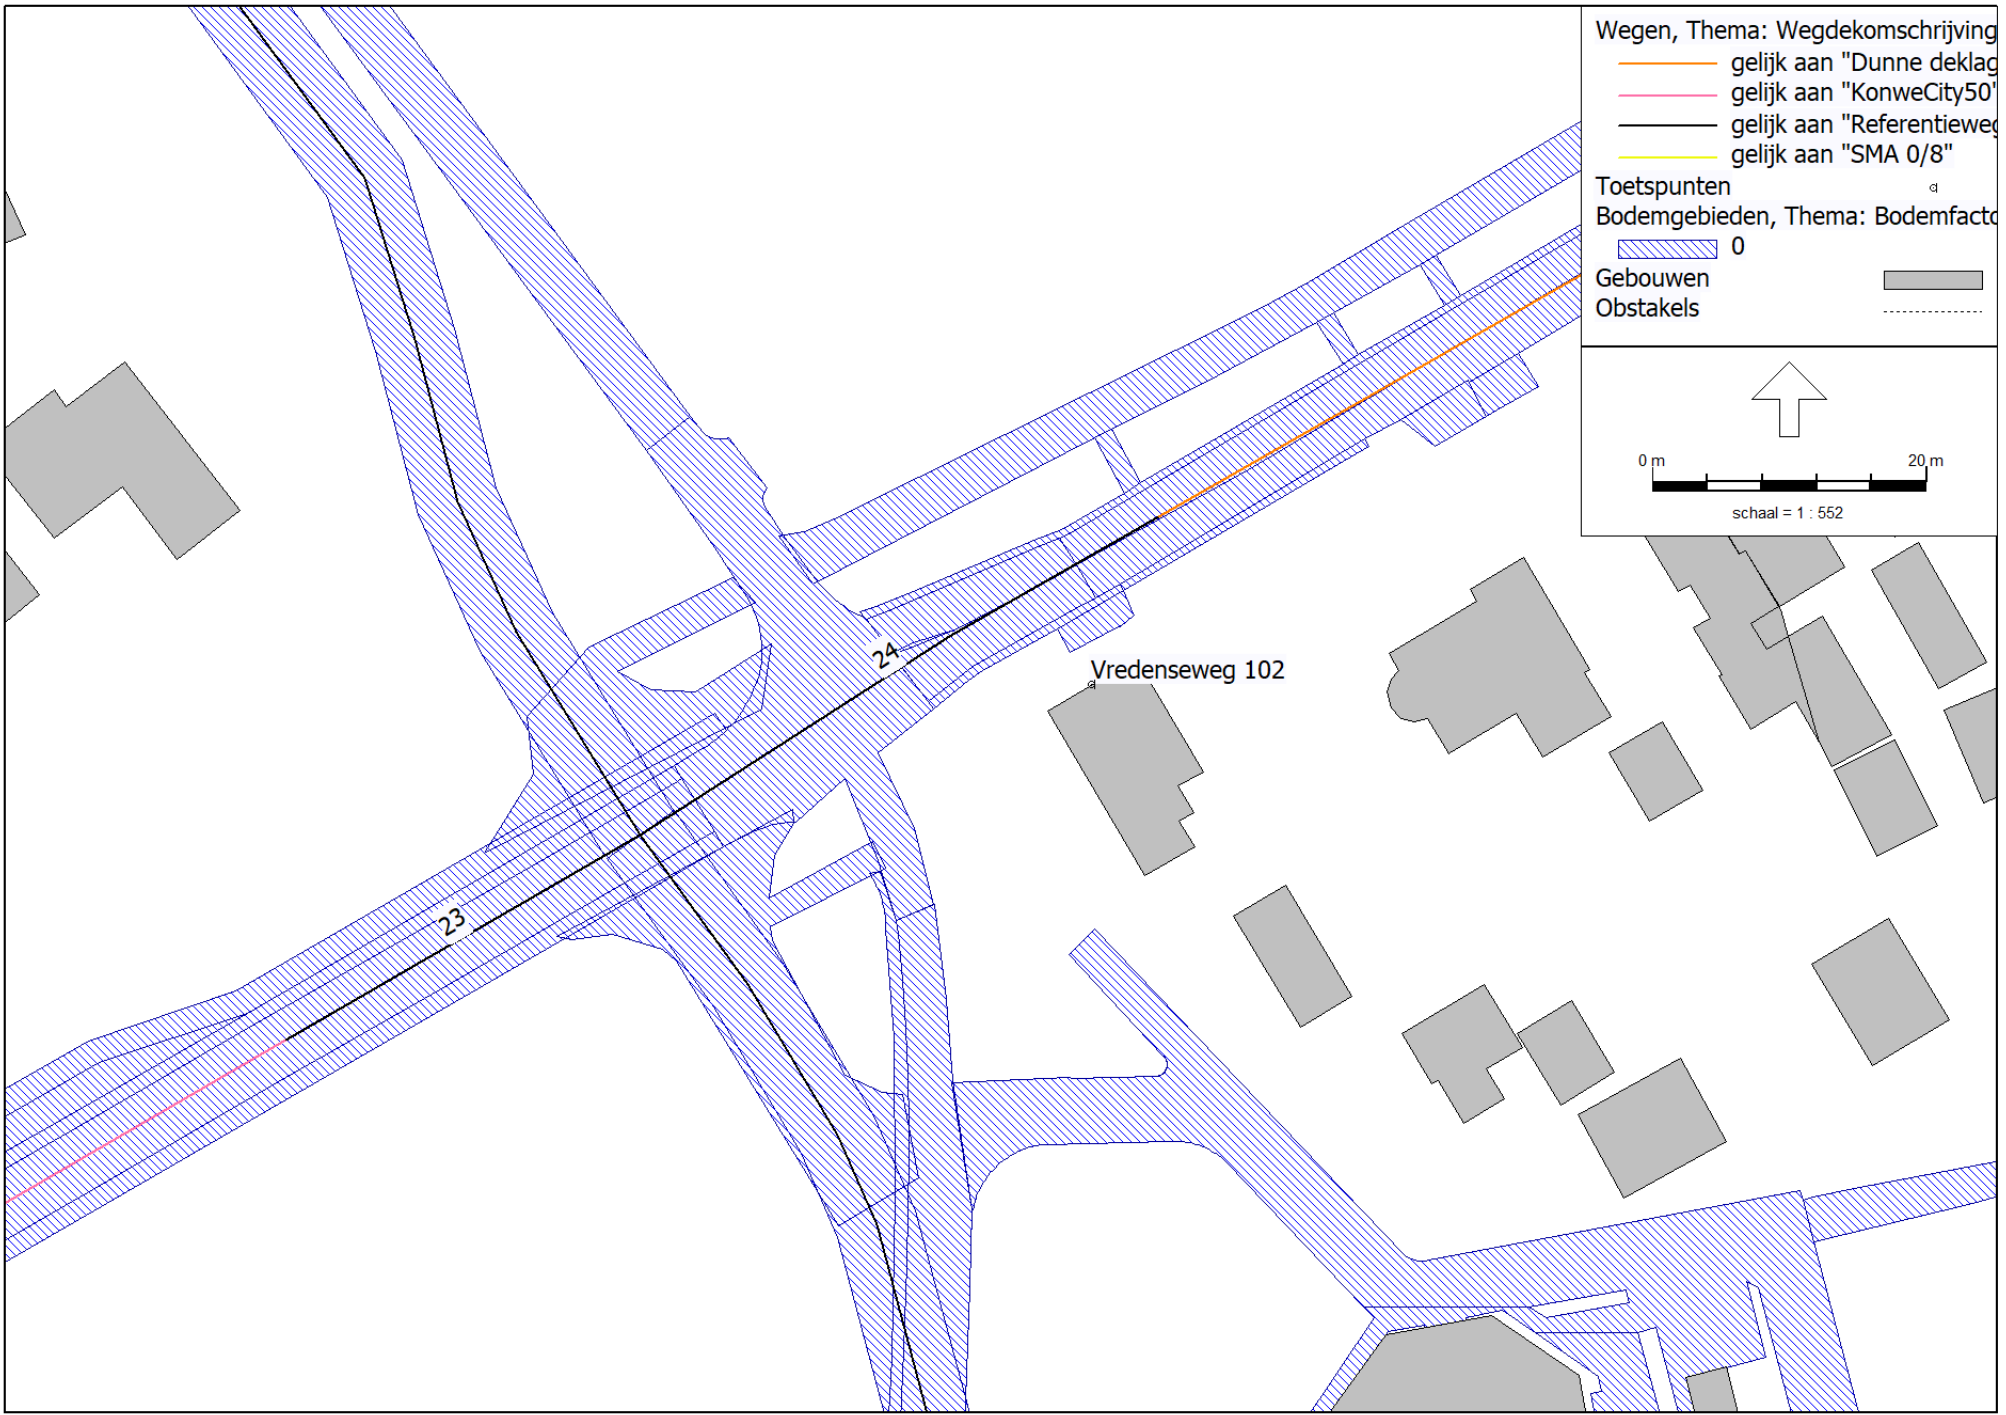 Wegen, Thema: Wegdekomschrijving
gelijk aan "Dunne deklag
gelijk aan "KonweCity50"
gelijk aan "Referentieweg
gelijk aan "SMA 0/8"
Toetspunten
Bodemgebieden, Thema: Bodemfacto
0
Gebouwen
Obstakels
0 m 20 m
schaal = 1 : 552
24
Vredenseweg 102
23